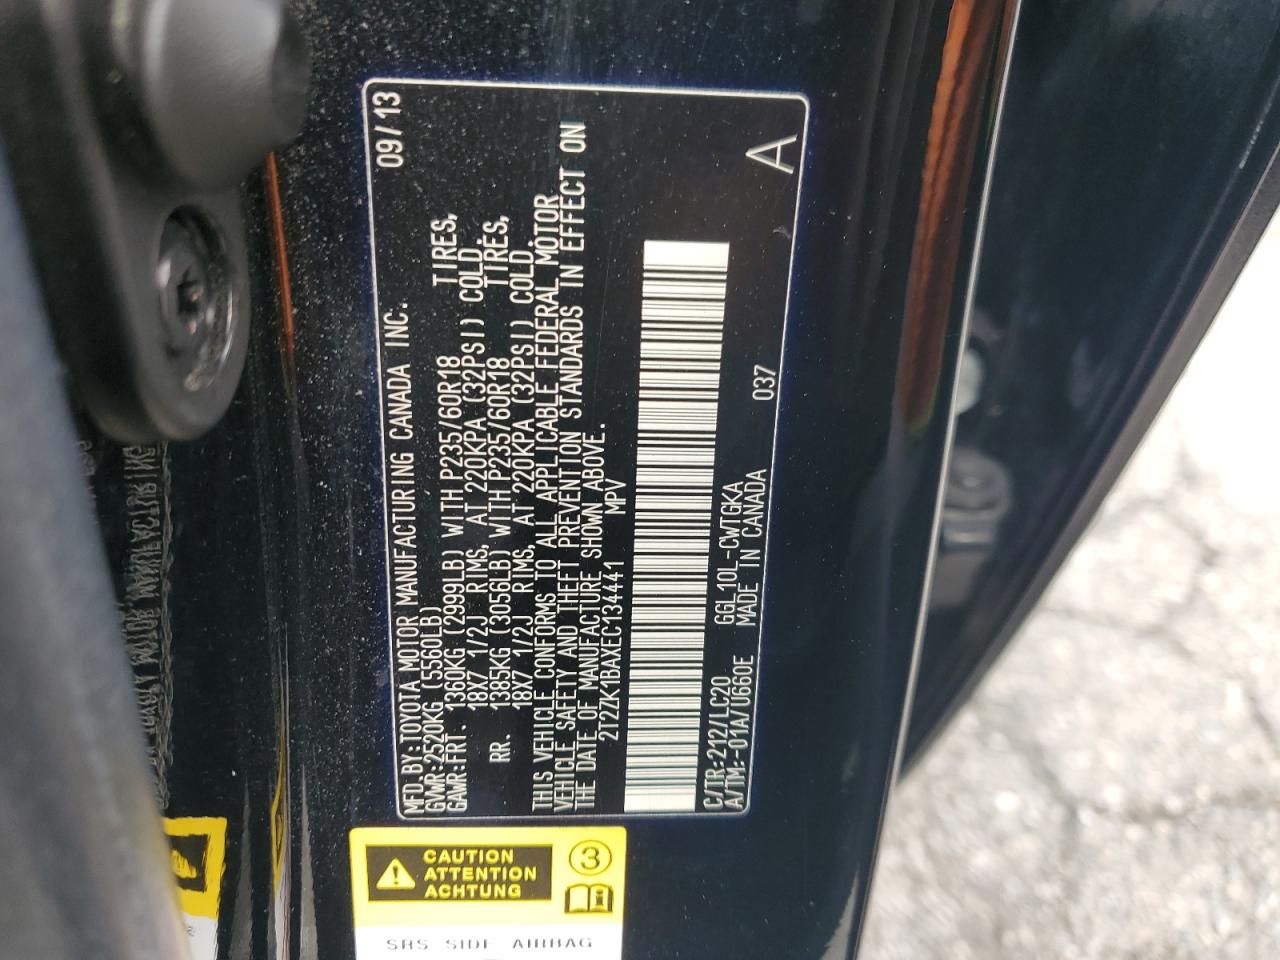 MFD. BY: TOYOTA MOTOR MANUFACTURING CANADA INC. 09/13
GVWR: 2520KG (5560LB)
GAWR: FRT. 1360KG (2999LB) WITH P235/60R18 TIRES,
18X7 1/2J RIMS, AT 220KPA (32PSI) COLD.
RR. 1385KG (3056LB) WITH P235/60R18 TIRES,
18X7 1/2J RIMS, AT 220KPA (32PSI) COLD.
THIS VEHICLE CONFORMS TO ALL APPLICABLE FEDERAL MOTOR
VEHICLE SAFETY AND THEFT PREVENTION STANDARDS IN EFFECT ON
THE DATE OF MANUFACTURE SHOWN ABOVE.
2T2ZK1BAXEC134441 MPV
C/TR: 212/LC20 GGL10L-CWTGKA
A/TM: -01A/U660E MADE IN CANADA 037 A
CAUTION
ATTENTION
ACHTUNG
3
SRS SIDE AIRBAG